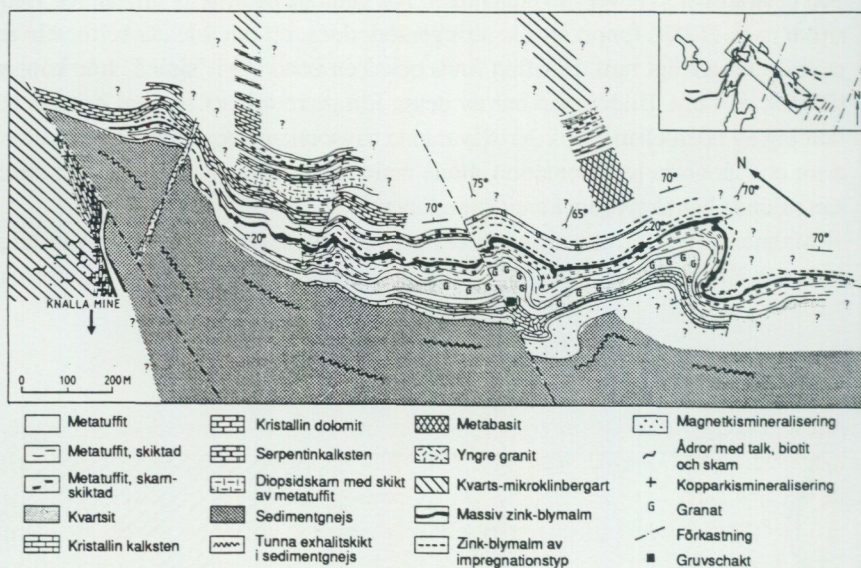 ?
75°
N
N
70°
70°
70°
65°
70°
20°
20°
G G G G G G G G
KNALLA MINE
0 100 200 M
Metatuffit
Metatuffit, skiktad
Metatuffit, skarn-
skiktad
Kvartsit
Kristallin kalksten
Kristallin dolomit
Serpentinkalksten
Diopsidskarn med skikt
av metatuffit
Sedimentgnejs
Tunna exhalitskikt
i sedimentgnejs
Metabasit
Yngre granit
Kvarts-mikroklinbergart
Massiv zink-blymalm
Zink-blymalm av
impregnationstyp
Magnetkismineralisering
Ådror med talk, biotit
och skarn
Kopparkismineralisering
G Granat
Förkastning
Gruvschakt